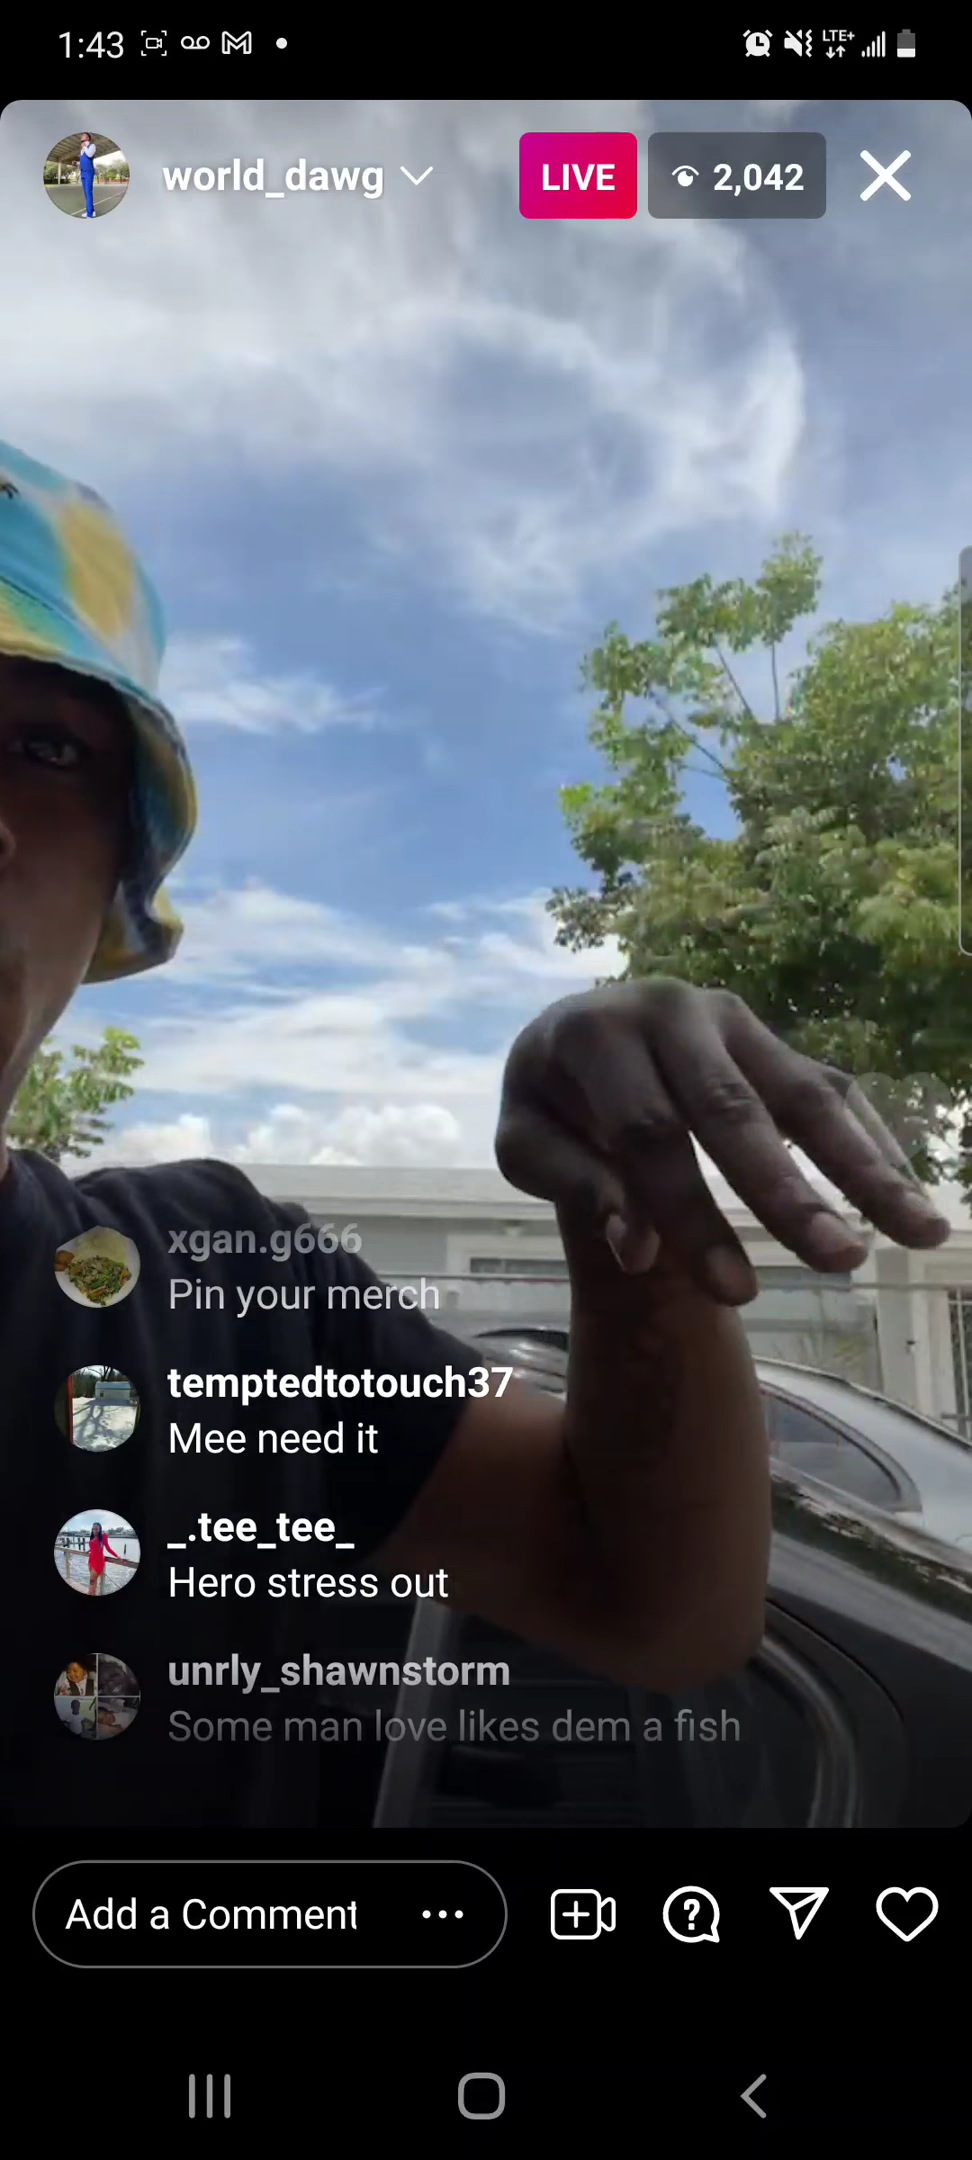 1:43
LTE+
world_dawg
LIVE
2,042
xgan.g666
Pin your merch
temptedtotouch37
Mee need it
_.tee_tee_
Hero stress out
unrly_shawnstorm
Some man love likes dem a fish
Add a Comment